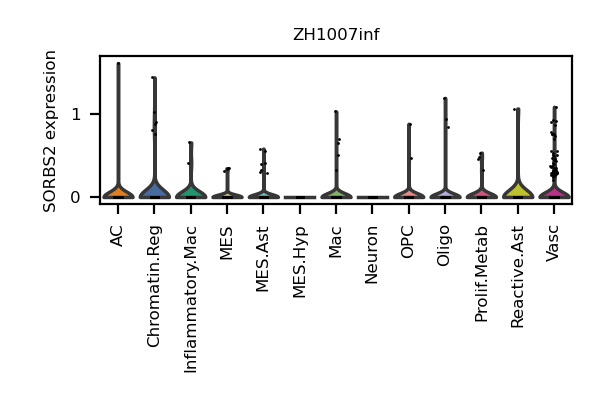 ZH1007inf
SORBS2 expression
1
0
AC
Chromatin.Reg
Inflammatory.Mac
MES
MES.Ast
MES.Hyp
Mac
Neuron
OPC
Oligo
Prolif.Metab
Reactive.Ast
Vasc